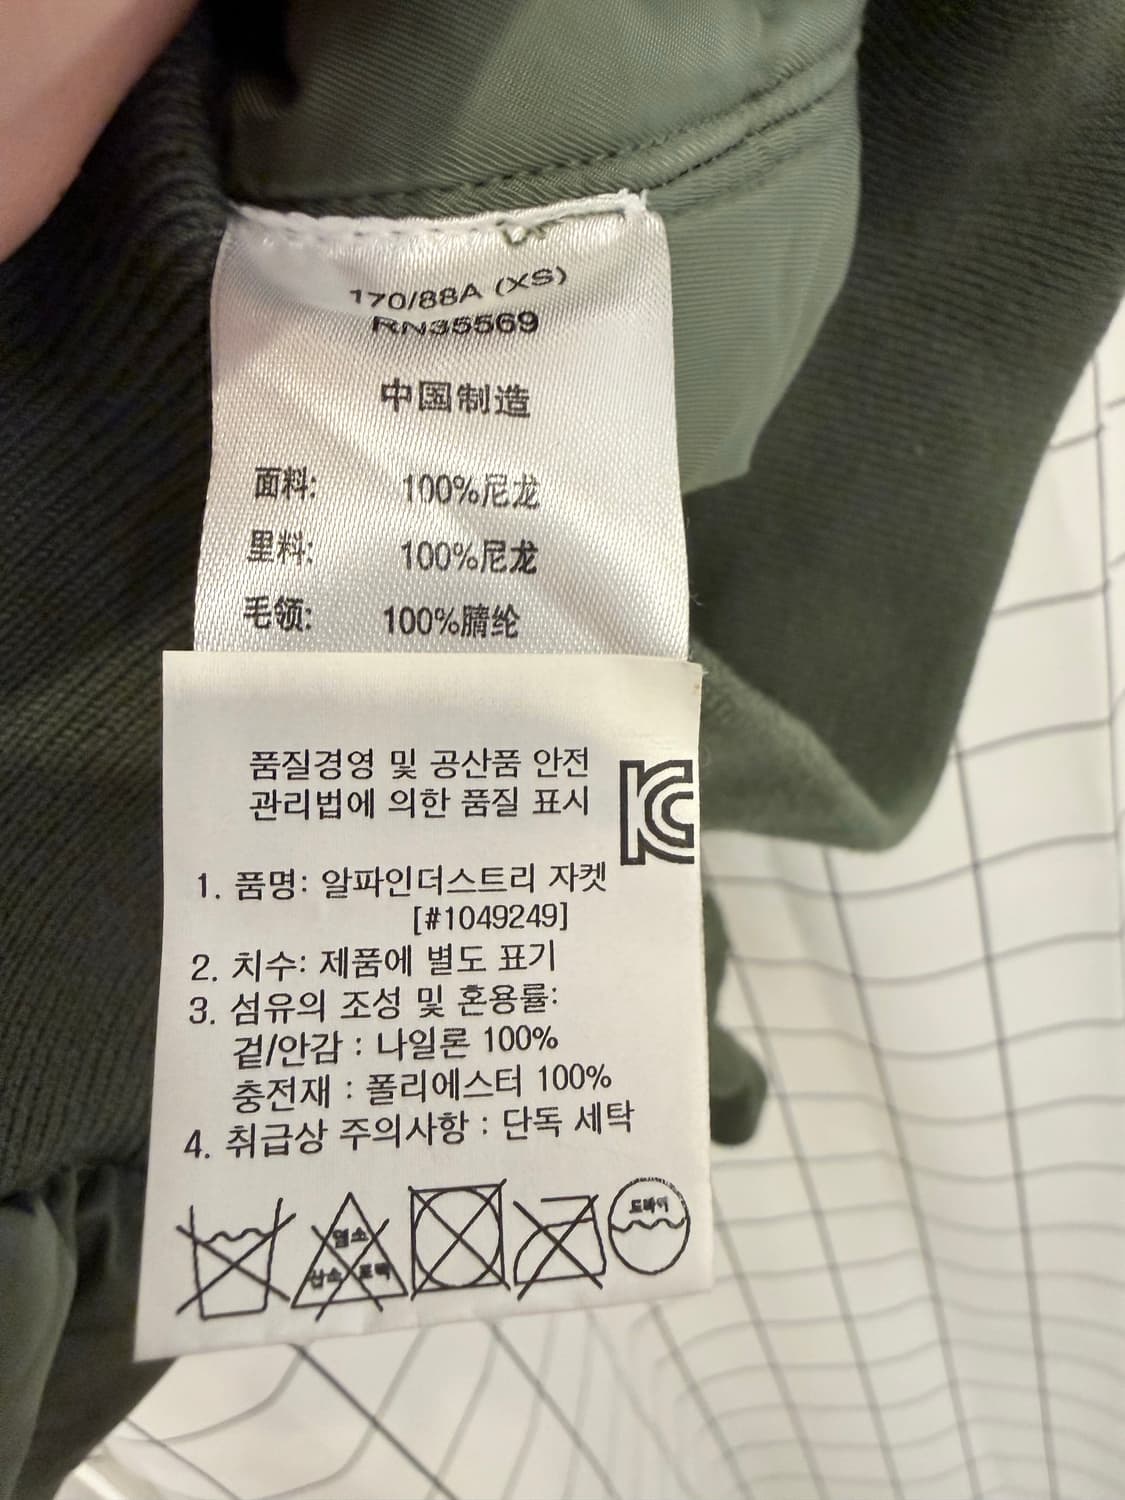 170/88A (XS)
RN35569
中国制造
面料: 100%尼龙
里料: 100%尼龙
毛领: 100%腈纶
품질경영 및 공산품 안전
관리법에 의한 품질 표시
KC
1. 품명: 알파인더스트리 자켓
[#1049249]
2. 치수: 제품에 별도 표기
3. 섬유의 조성 및 혼용률:
겉/안감 : 나일론 100%
충전재 : 폴리에스터 100%
4. 취급상 주의사항 : 단독 세탁
염소
산소 표백
드라이